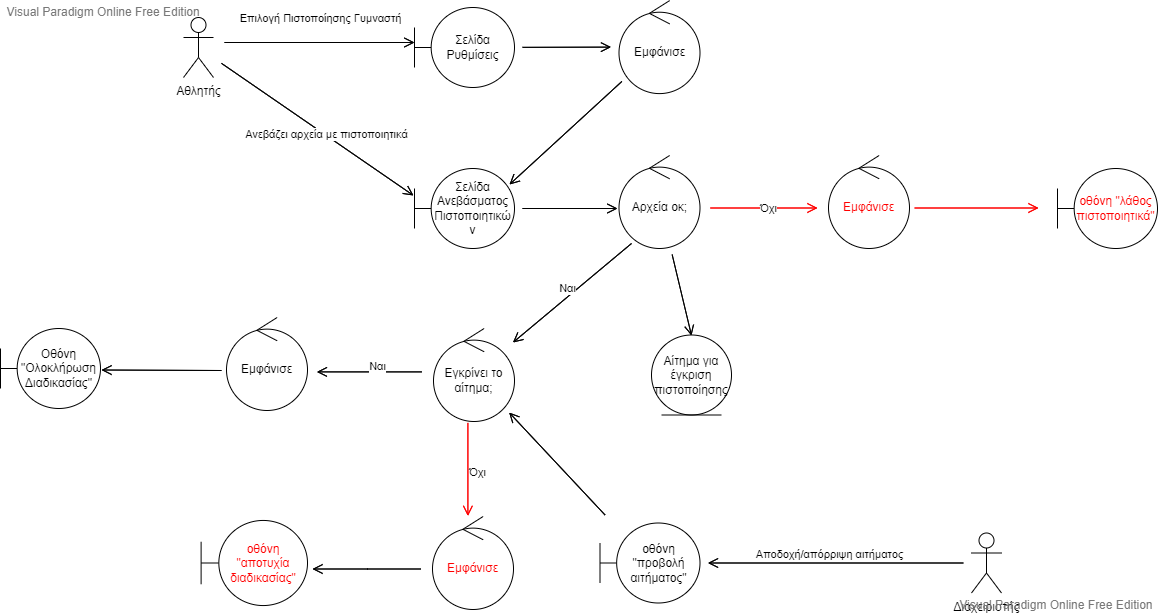 Visual Paradigm Online Free Edition
Επιλογή Πιστοποίησης Γυμναστή
Σελίδα
Ρυθμίσεις
Εμφάνισε
Αθλητής
Ανεβάζει αρχεία με πιστοποιητικά
Σελίδα
Ανεβάσματος
Πιστοποιητικώ
ν
Αρχεία οκ;
Όχι
Εμφάνισε
οθόνη "λάθος
πιστοποιητικά"
Ναι
Οθόνη
"Ολοκλήρωση
Διαδικασίας"
Εμφάνισε
Ναι
Εγκρίνει το
αίτημα;
Αίτημα για
έγκριση
πιστοποίησης
Όχι
οθόνη
"αποτυχία
διαδικασίας"
Εμφάνισε
οθόνη
"προβολή
αιτήματος"
Αποδοχή/απόρριψη αιτήματος
Διαχειριστής
Visual Paradigm Online Free Edition